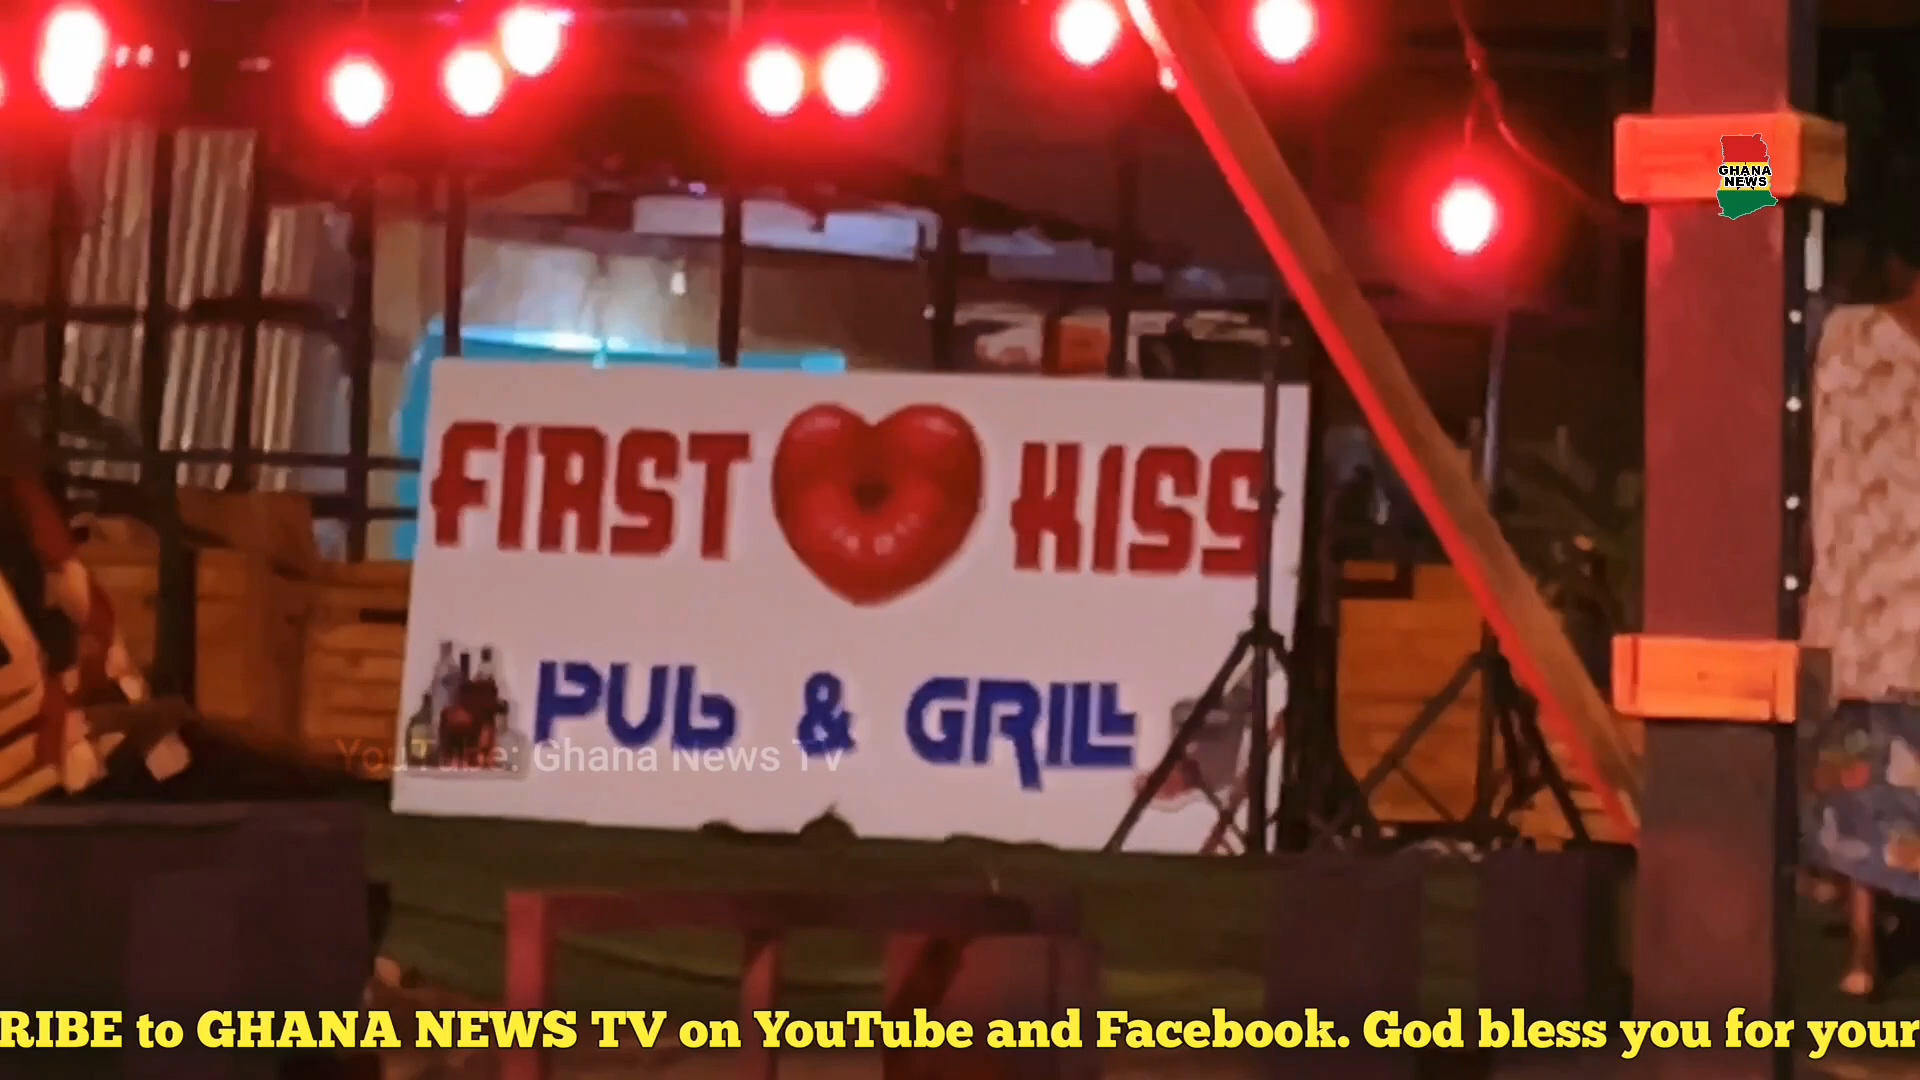 GHANA
NEWS
FIRST KISS
PUb & GRILL
YouTube: Ghana News TV
RIBE to GHANA NEWS TV on YouTube and Facebook. God bless you for your